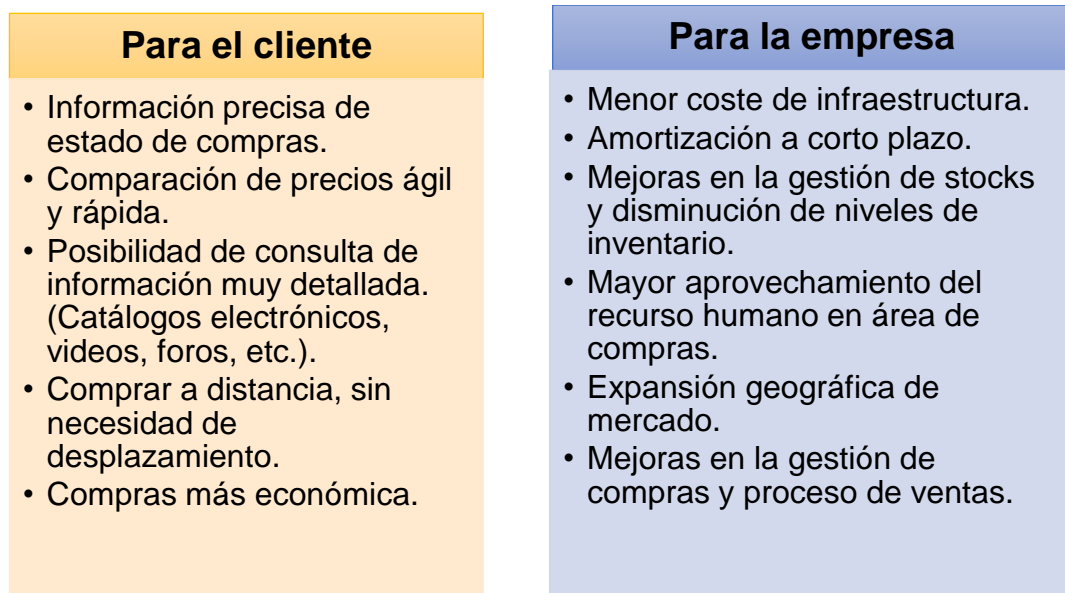 Para el cliente
• Información precisa de
estado de compras.
• Comparación de precios ágil
y rápida.
• Posibilidad de consulta de
información muy detallada.
(Catálogos electrónicos,
videos, foros, etc.).
• Comprar a distancia, sin
necesidad de
desplazamiento.
• Compras más económica.
Para la empresa
• Menor coste de infraestructura.
• Amortización a corto plazo.
• Mejoras en la gestión de stocks
y disminución de niveles de
inventario.
• Mayor aprovechamiento del
recurso humano en área de
compras.
• Expansión geográfica de
mercado.
• Mejoras en la gestión de
compras y proceso de ventas.